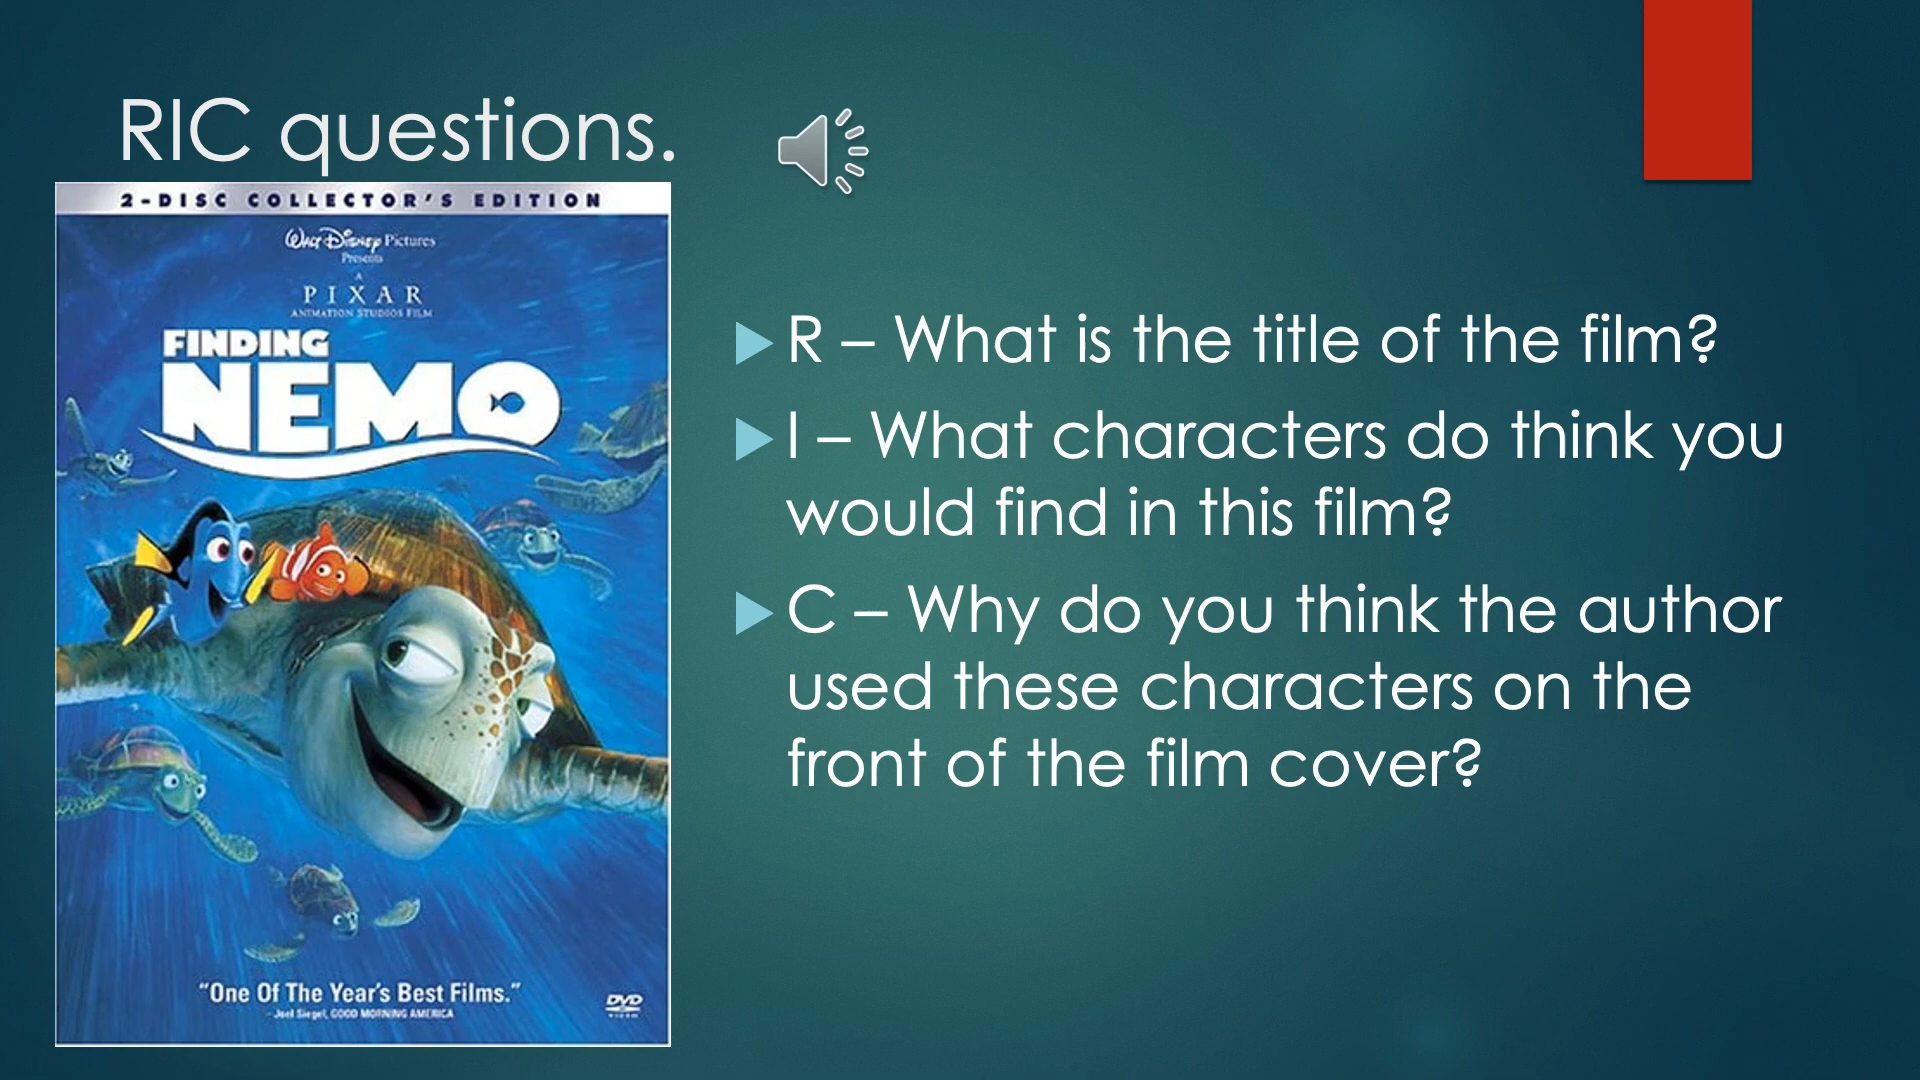 RIC questions.
2-DISC COLLECTOR'S EDITION
WALT DISNEY Pictures
Presents
A
PIXAR
ANIMATION STUDIOS FILM
FINDING
NEMO
"One Of The Year's Best Films."
- Joel Siegel, GOOD MORNING AMERICA
DVD
VIDEO
R – What is the title of the film?
I – What characters do think you
would find in this film?
C – Why do you think the author
used these characters on the
front of the film cover?